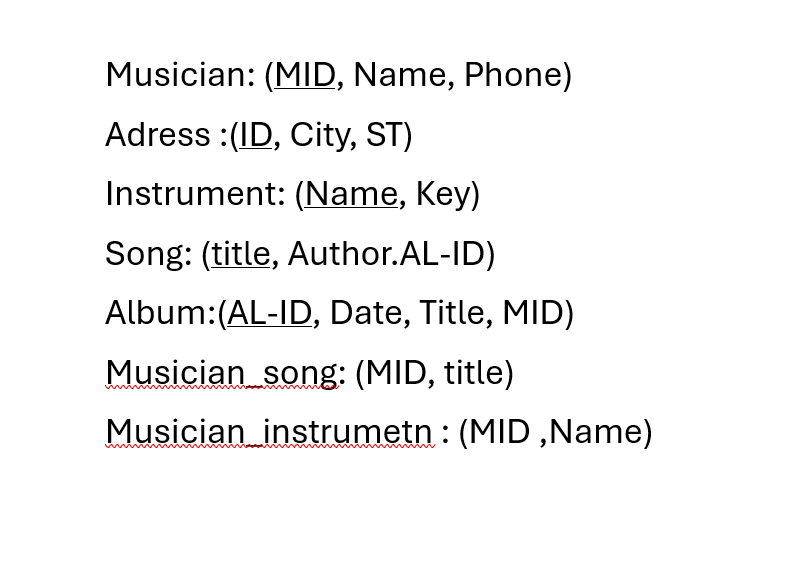 Musician: (MID, Name, Phone)
Adress :(ID, City, ST)
Instrument: (Name, Key)
Song: (title, Author.AL-ID)
Album:(AL-ID, Date, Title, MID)
Musician_song: (MID, title)
Musician_instrumetn : (MID ,Name)